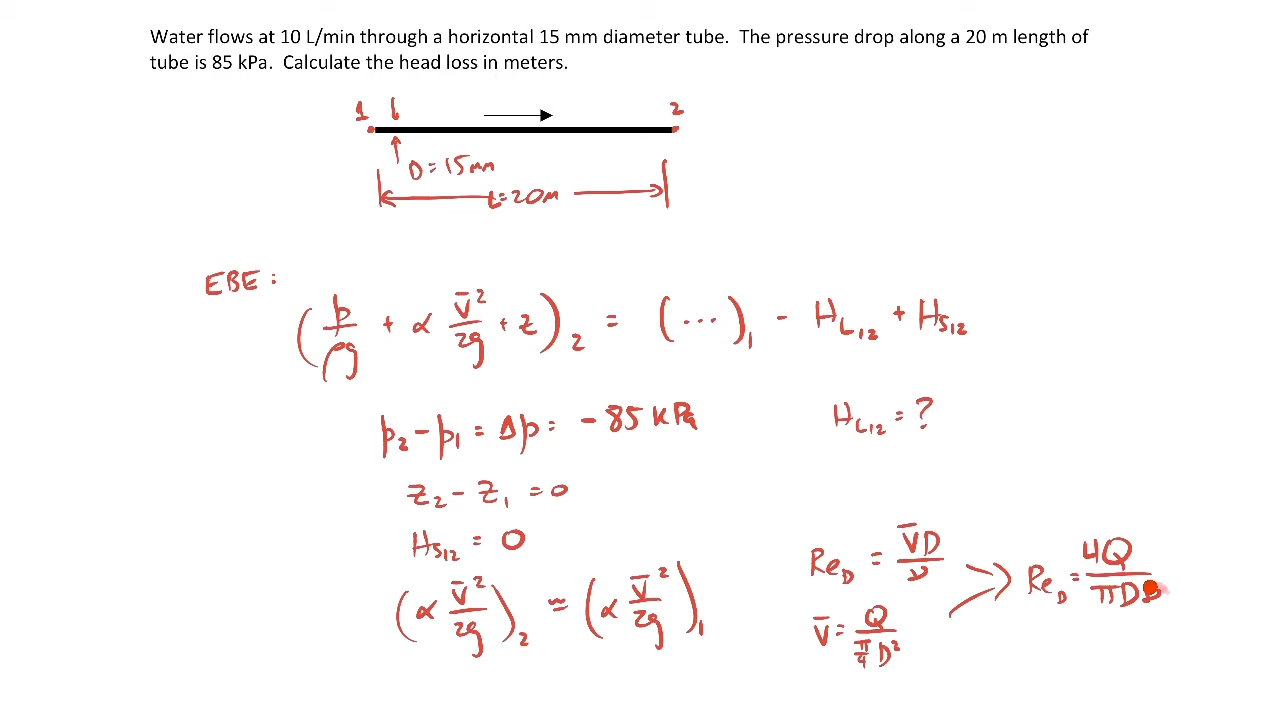 Water flows at 10 L/min through a horizontal 15 mm diameter tube. The pressure drop along a 20 m length of
tube is 85 kPa. Calculate the head loss in meters.
1 2
D = 15mm
L=20m
EBE :
(p/ρg + α V̄²/2g + z)₂ = (...)₁ - H_L12 + H_S12
p₂ - p₁ = Δp = - 85 kPa
H_L12 = ?
z₂ - z₁ = 0
H_S12 = 0
(α V̄²/2g)₂ ≈ (α V̄²/2g)₁
Re_D = V̄D/ν
V̄ = Q/(π/4 D²)
Re_D = 4Q/πD